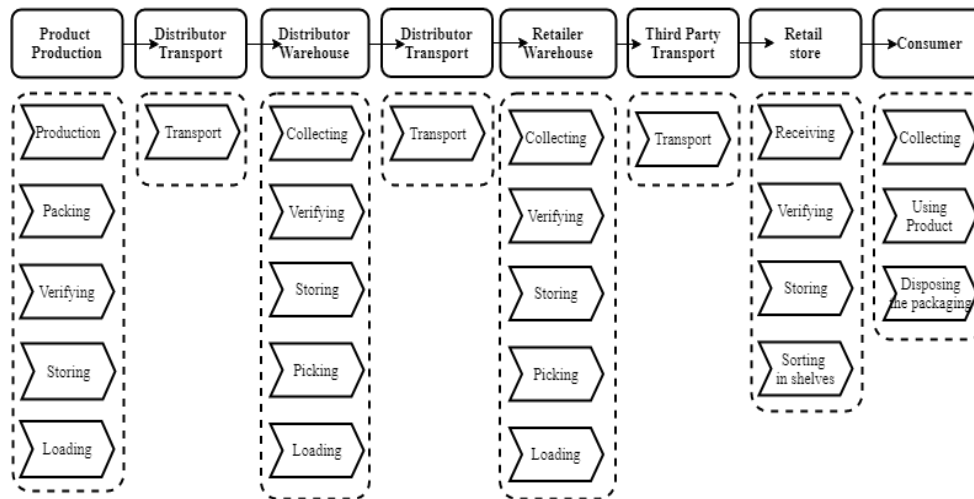 Product
Production
Distributor
Transport
Distributor
Warehouse
Distributor
Transport
Retailer
Warehouse
Third Party
Transport
Retail
store
Consumer
Production
Packing
Verifying
Storing
Loading
Transport
Collecting
Verifying
Storing
Picking
Loading
Transport
Collecting
Verifying
Storing
Picking
Loading
Transport
Receiving
Verifying
Storing
Sorting
in shelves
Collecting
Using
Product
Disposing
the packaging